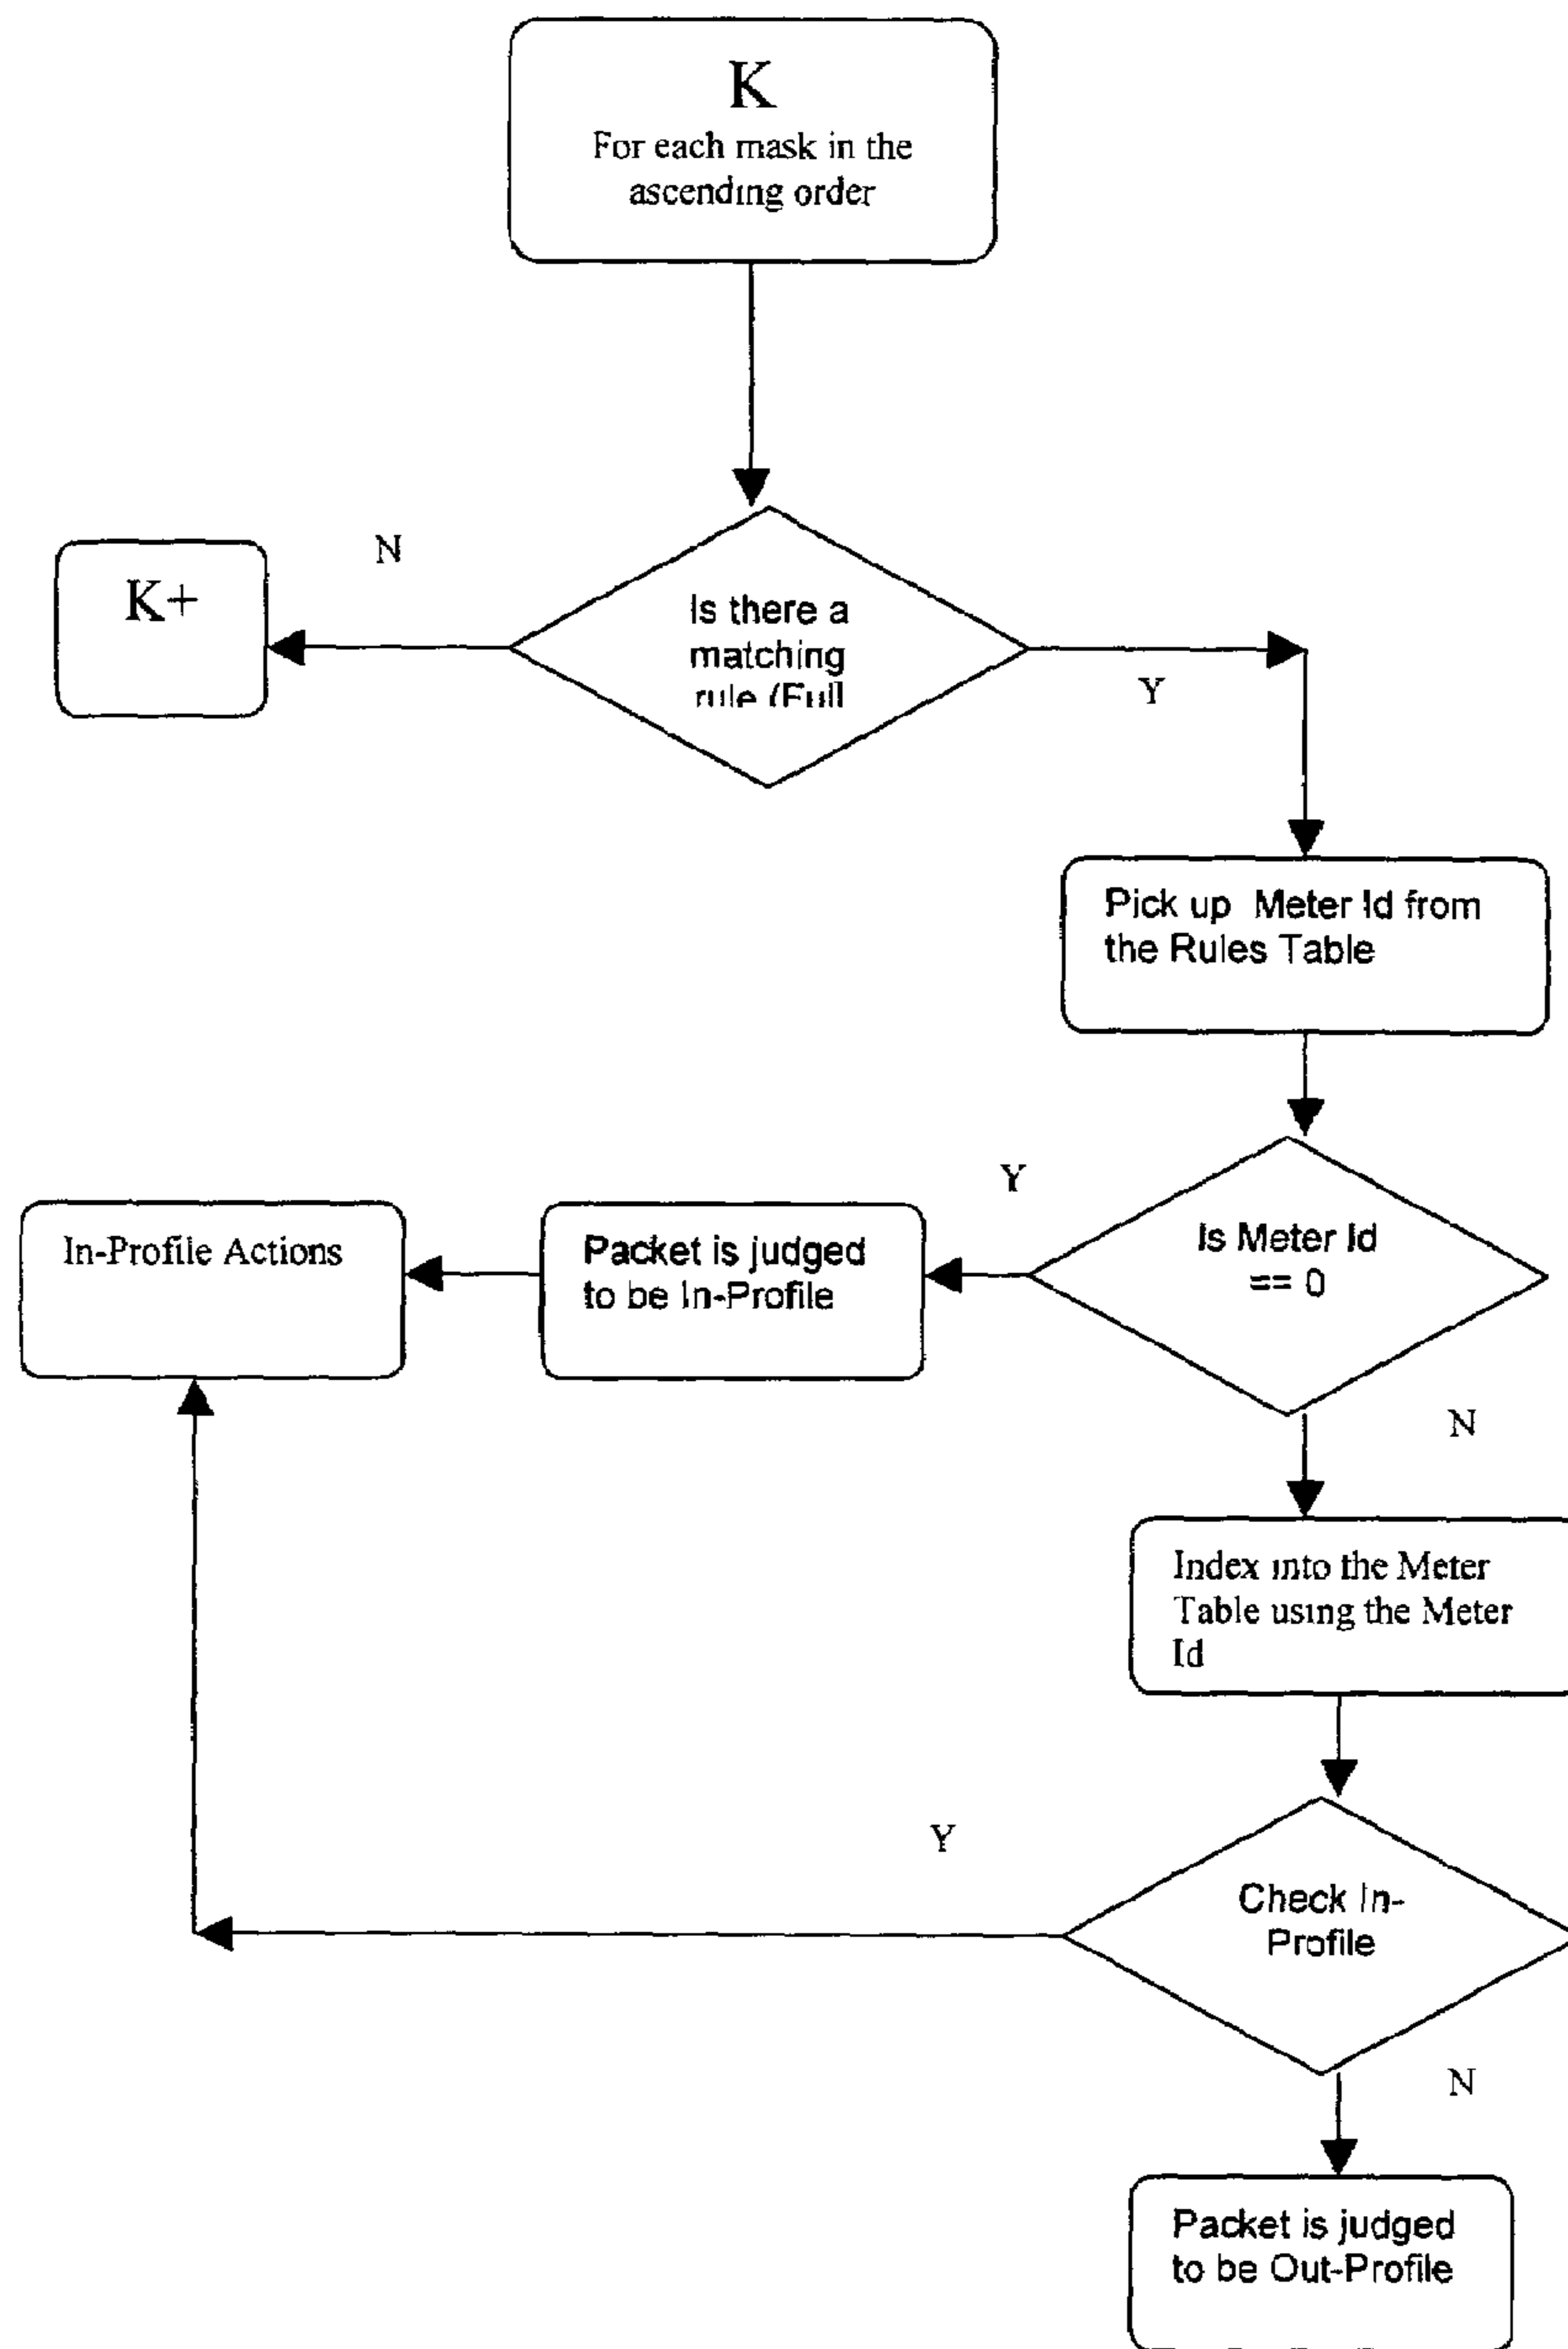 K
For each mask in the
ascending order
N
K+
Is there a
matching
rule (Full
Y
Pick up Meter Id from
the Rules Table
Y
In-Profile Actions
Packet is judged
to be In-Profile
Is Meter Id
== 0
N
Index into the Meter
Table using the Meter
Id
Y
Check In-
Profile
N
Packet is judged
to be Out-Profile